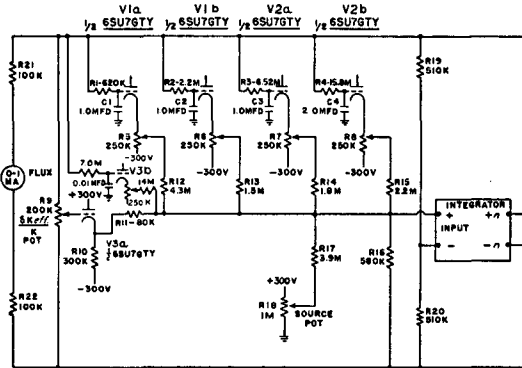 V1a V1b V2a V2b
1/2 6SU7GTY 1/2 6SU7GTY 1/2 6SU7GTY 1/2 6SU7GTY
R21
100K
R1-620K
R2-2.2M
R3-6.52M
R4-15.8M
R19
510K
C1
1.0MFD
C2
1.0MFD
C3
1.0MFD
C4
2.0MFD
R5
250K
R6
250K
R7
250K
R8
250K
-300V
-300V
-300V
-300V
0-1
MA
FLUX
7.0M
V3b
14M
0.01MFD
250K
R12
4.3M
R13
1.5M
R14
1.8M
R15
2.2M
INTEGRATOR
+ +n
INPUT
- -n
+300V
R9
200K
δKeff.
K
POT
R11-80K
V3a
1/2 6SU7GTY
R10
300K
-300V
R17
3.9M
R16
580K
+300V
R18
1M
SOURCE
POT
R22
100K
R20
510K